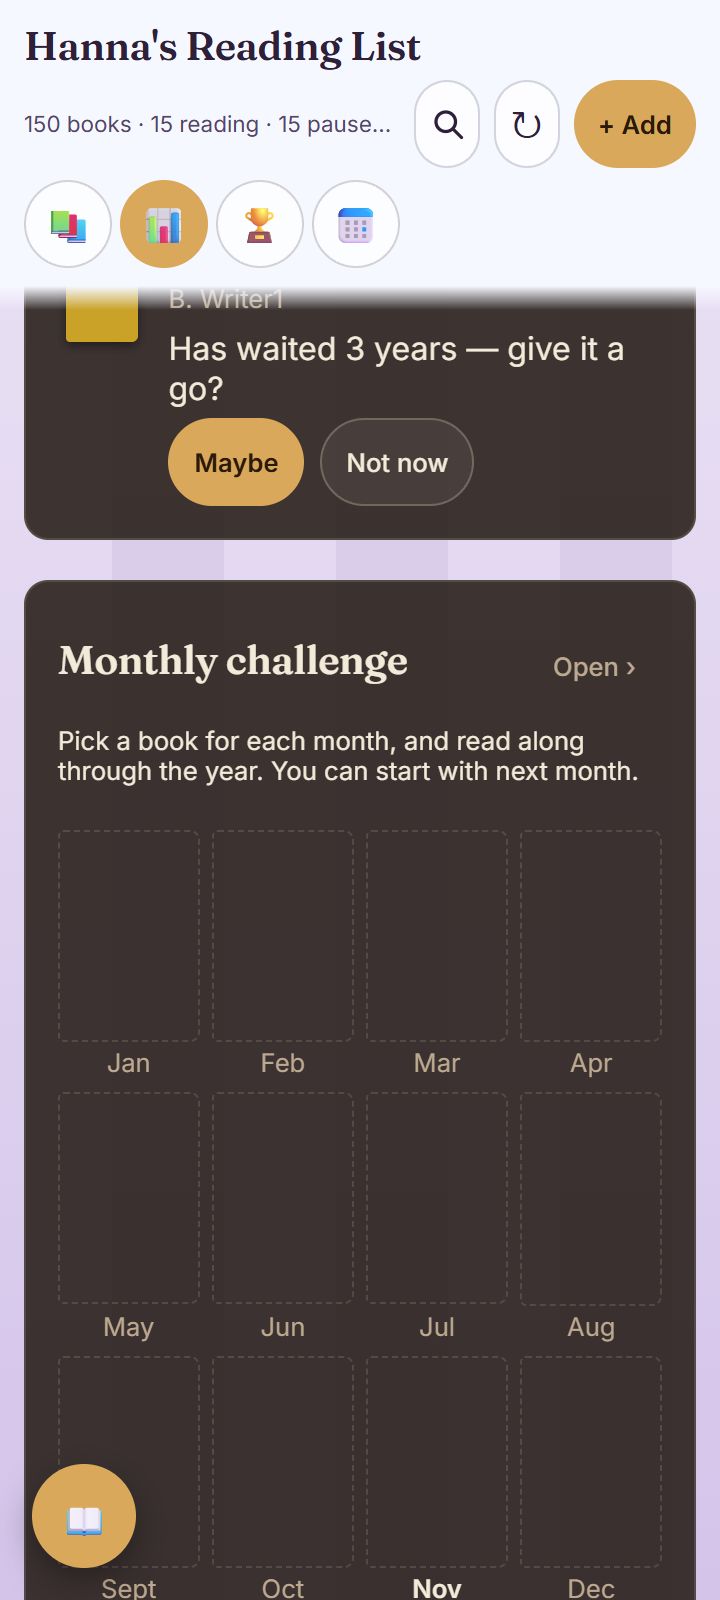 Hanna's Reading List
150 books · 15 reading · 15 pause...
↻
+ Add
B. Writer1
Has waited 3 years — give it a
go?
Maybe
Not now
Monthly challenge
Open ›
Pick a book for each month, and read along
through the year. You can start with next month.
Jan
Feb
Mar
Apr
May
Jun
Jul
Aug
Sept
Oct
Nov
Dec